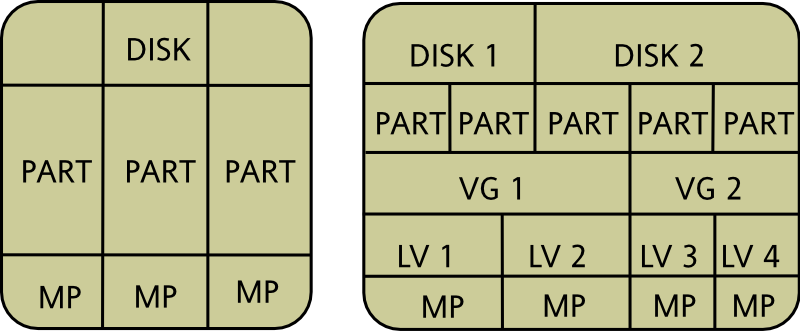 DISK
PART PART PART
MP MP MP
DISK 1 DISK 2
PART PART PART PART PART
VG 1 VG 2
LV 1 LV 2 LV 3 LV 4
MP MP MP MP